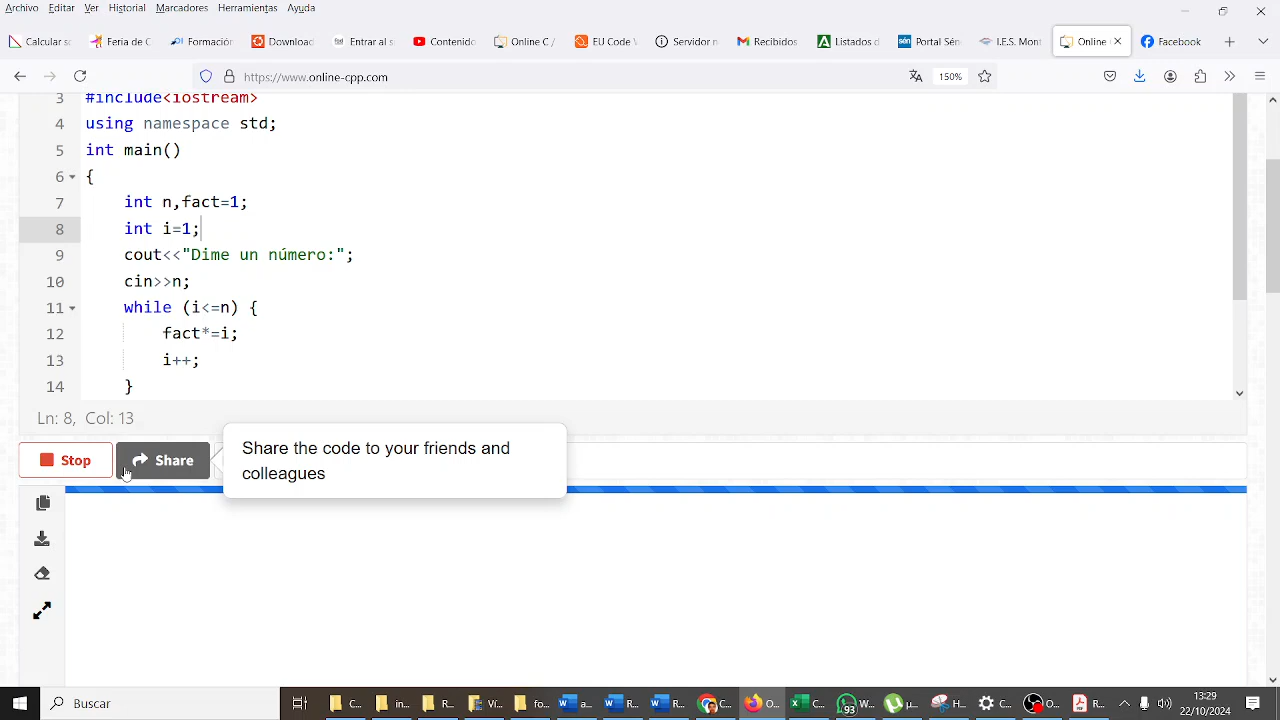 Archivo Editar Ver Historial Marcadores Herramientas Ayuda
Calcular s Feria de C Formación Download Entrar al si Contenido Online C / EU Code Servidor n Recibidos Listados d Portal Sén I.E.S. Mont Online Facebook
https://www.online-cpp.com 150%
3 #include<iostream>
4 using namespace std;
5 int main()
6 {
7 int n,fact=1;
8 int i=1;
9 cout<<"Dime un número:";
10 cin>>n;
11 while (i<=n) {
12 fact*=i;
13 i++;
14 }
Ln: 8, Col: 13
Stop Share Share the code to your friends and
colleagues
Buscar C... in... R... Vi... E... a... R... R... C... O... C... 93 W... H... C... O... E... 13:29
22/10/2024